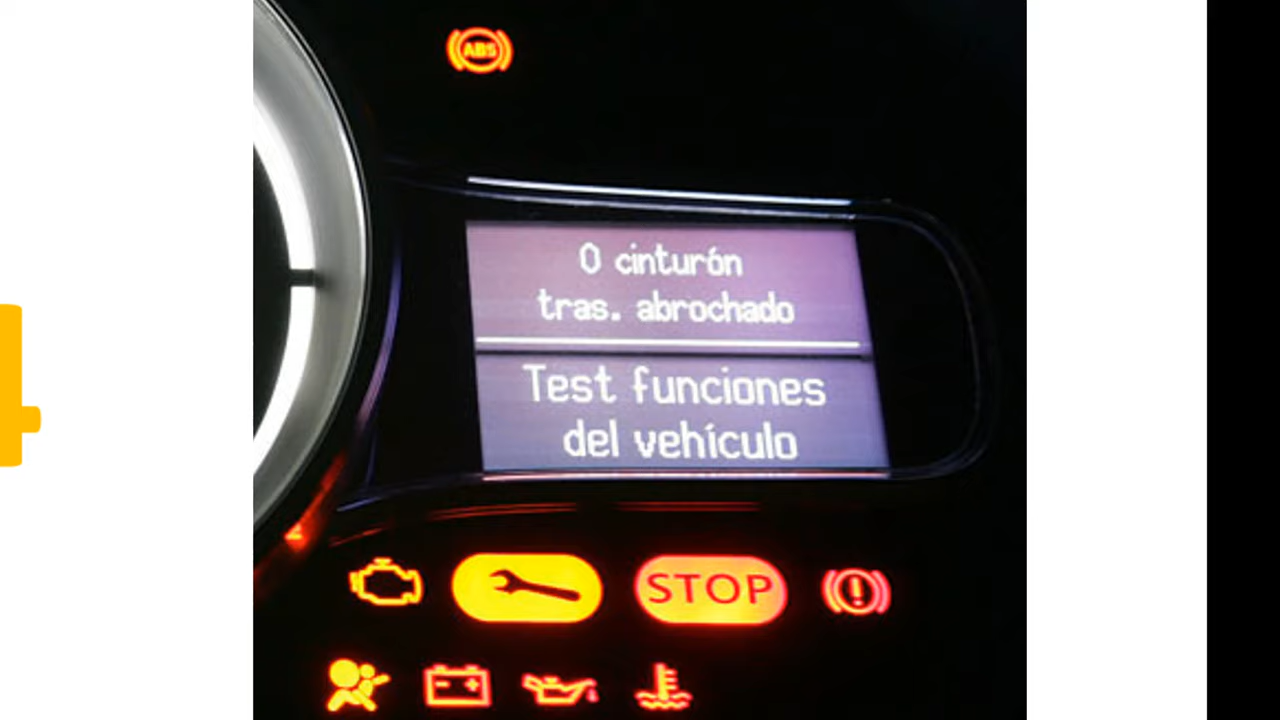 ABS
0 cinturón
tras. abrochado
Test funciones
del vehículo
STOP